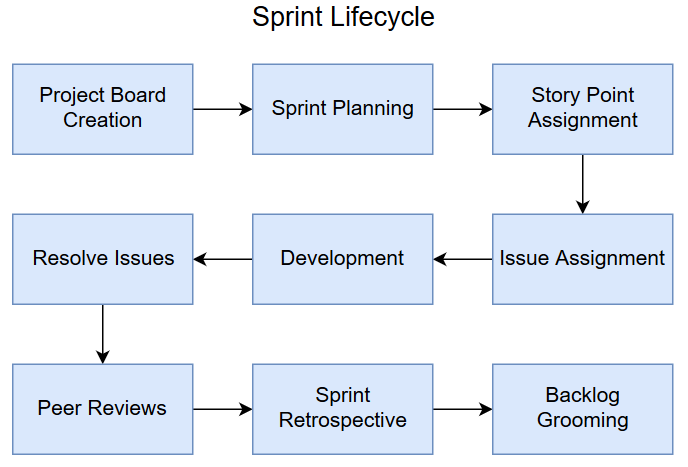 Sprint Lifecycle
Project Board
Creation
Sprint Planning
Story Point
Assignment
Resolve Issues
Development
Issue Assignment
Peer Reviews
Sprint
Retrospective
Backlog
Grooming